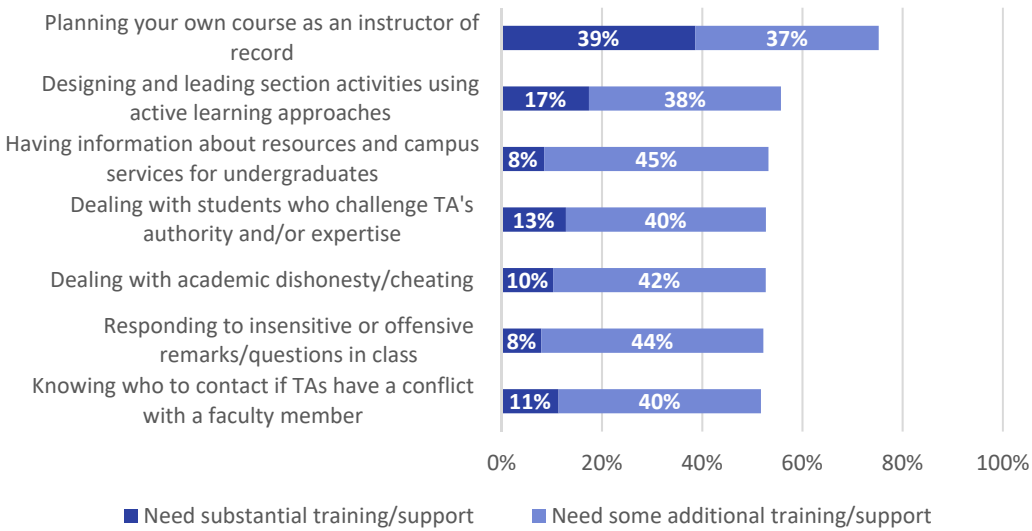 Planning your own course as an instructor of
record
39% 37%
Designing and leading section activities using
active learning approaches
17% 38%
Having information about resources and campus
services for undergraduates
8% 45%
Dealing with students who challenge TA's
authority and/or expertise
13% 40%
Dealing with academic dishonesty/cheating
10% 42%
Responding to insensitive or offensive
remarks/questions in class
8% 44%
Knowing who to contact if TAs have a conflict
with a faculty member
11% 40%
0% 20% 40% 60% 80% 100%
Need substantial training/support Need some additional training/support